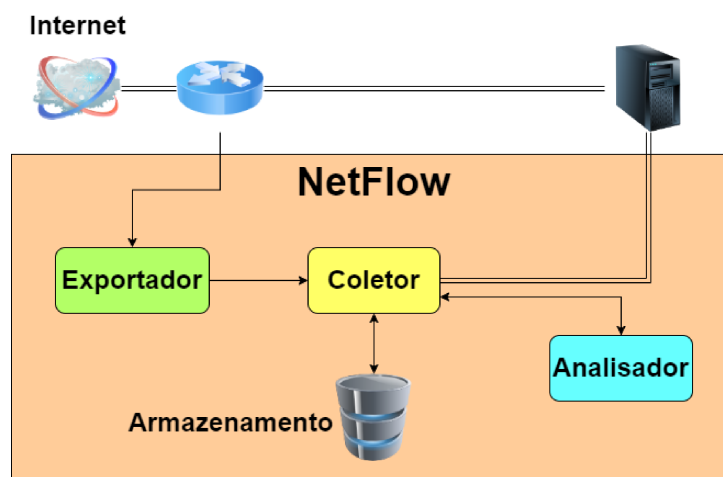 Internet
NetFlow
Exportador
Coletor
Analisador
Armazenamento